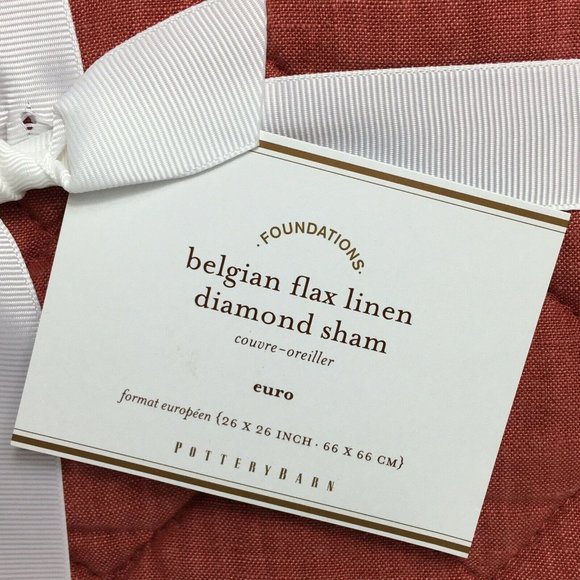 ·FOUNDATIONS·
belgian flax linen
diamond sham
couvre-oreiller
euro
format européen {26 X 26 INCH · 66 X 66 CM}
POTTERYBARN